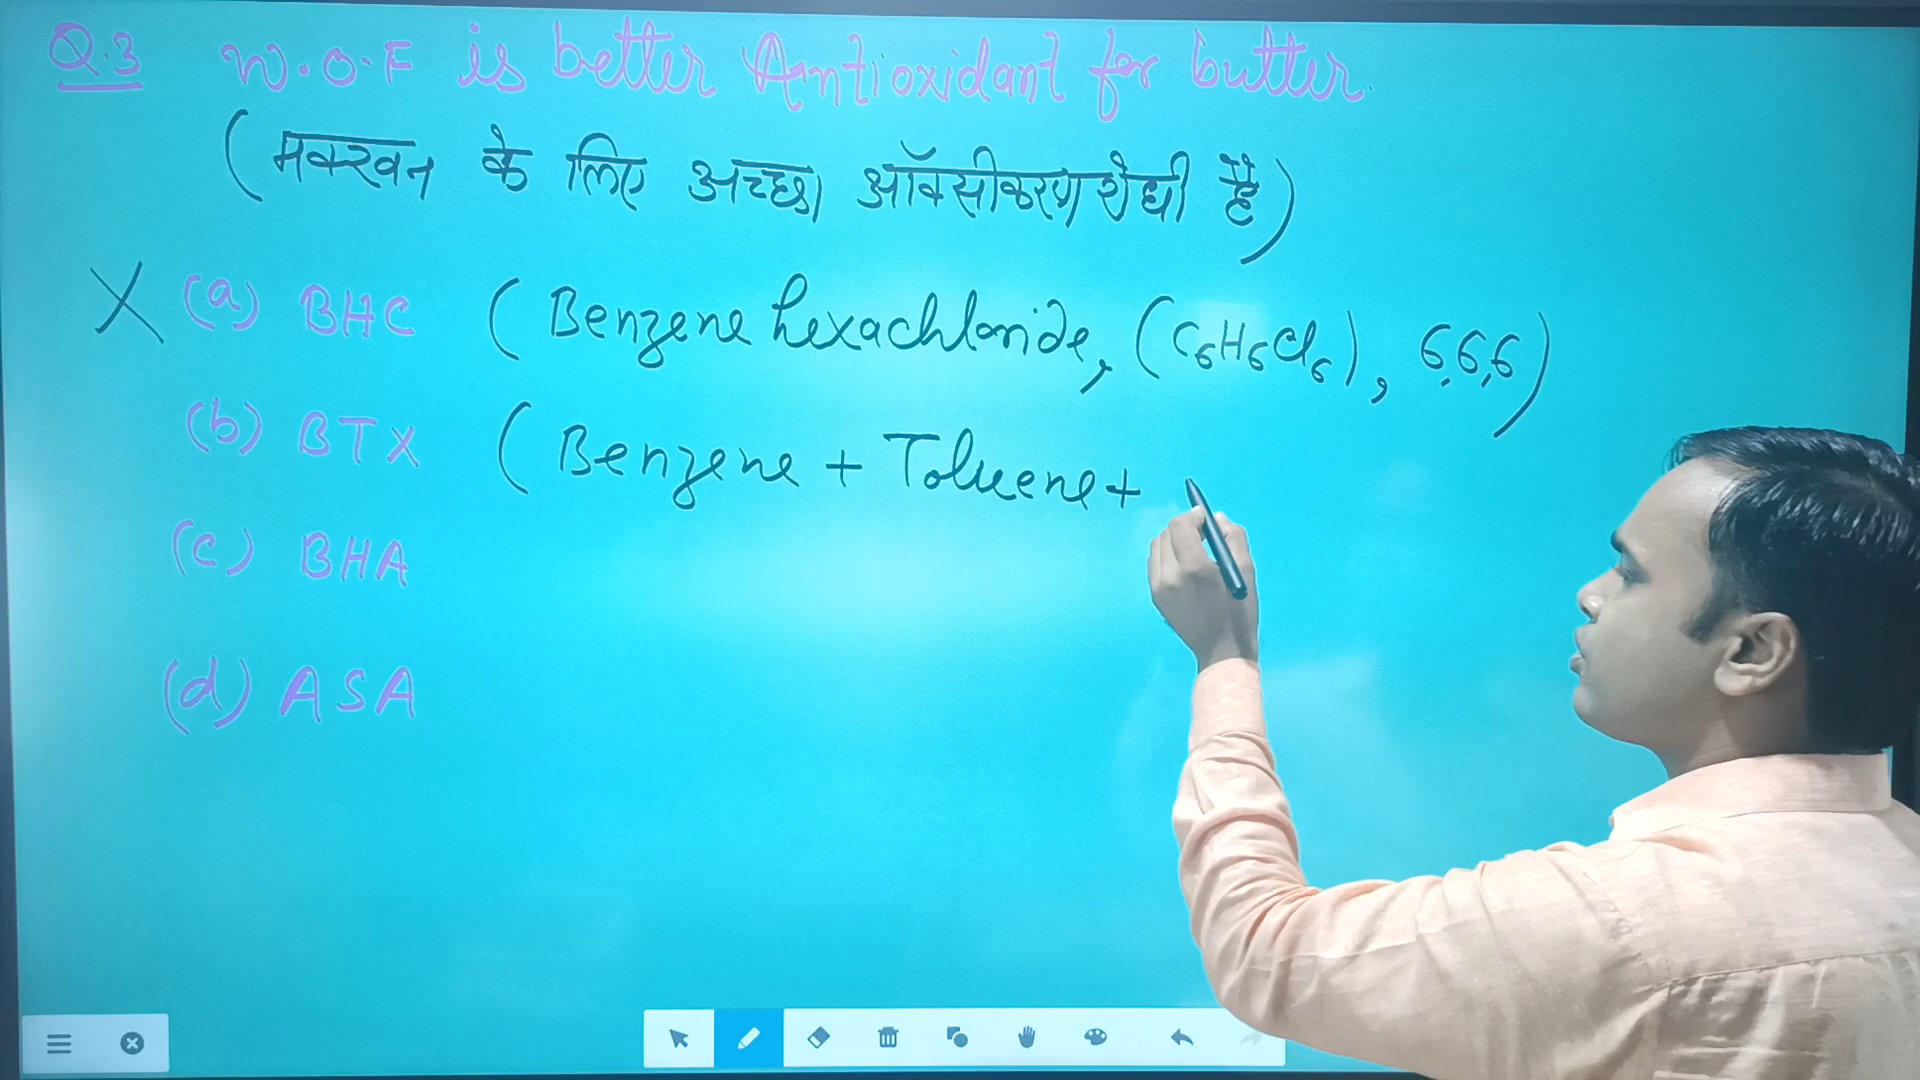 Q.3 W.O.F is better Antioxidant for butter.
(मक्खन के लिए अच्छा ऑक्सीकरण रोधी है)
X (a) BHC (Benzene hexachloride, (C₆H₆Cl₆), 6,6,6)
(b) BTX (Benzene + Toluene +
(c) BHA
(d) ASA